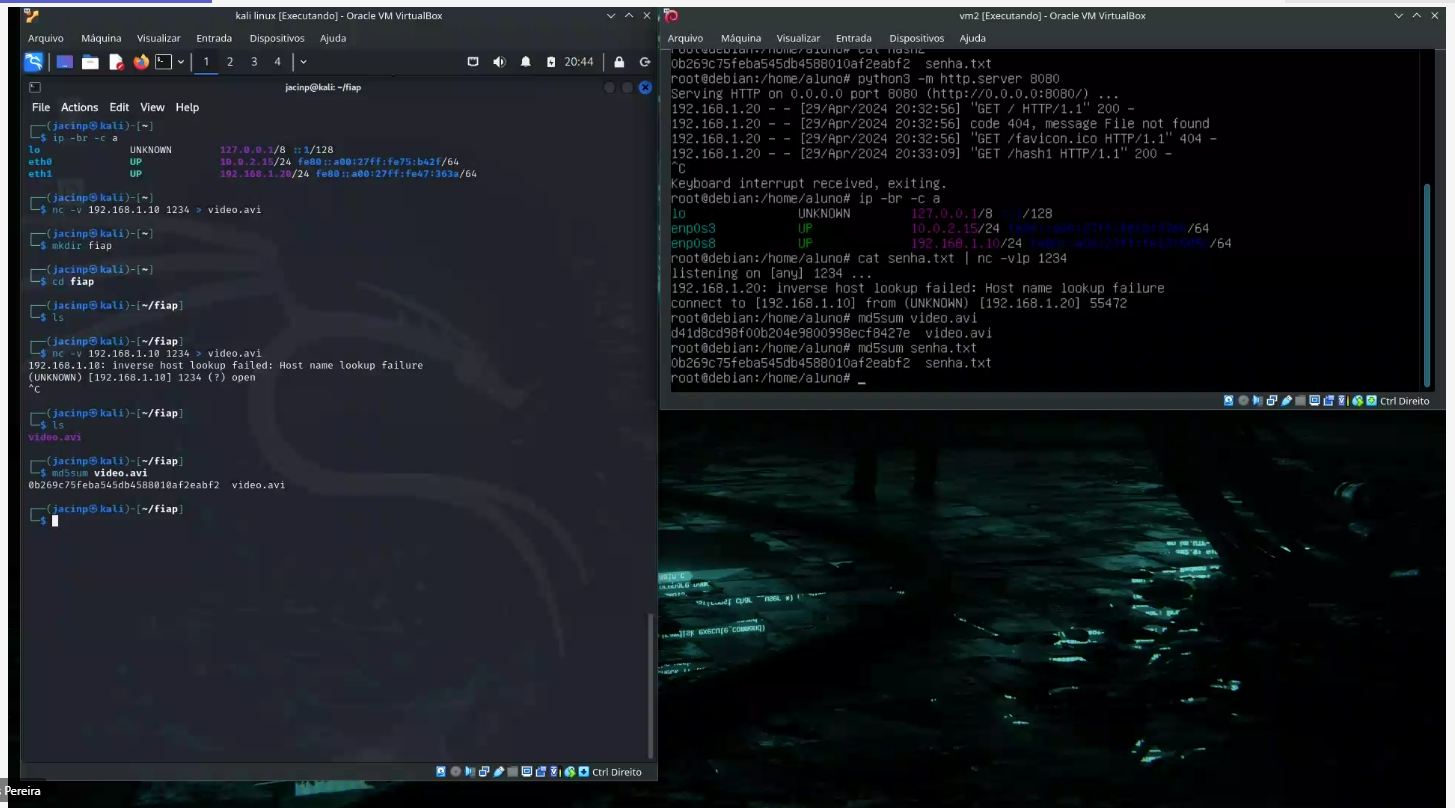 kali linux [Executando] - Oracle VM VirtualBox
Arquivo Máquina Visualizar Entrada Dispositivos Ajuda
1 2 3 4 20:44
jacinp@kali: ~/fiap
File Actions Edit View Help
┌──(jacinp㉿kali)-[~]
└─$ ip -br -c a
lo UNKNOWN 127.0.0.1/8 ::1/128
eth0 UP 10.0.2.15/24 fe80::a00:27ff:fe75:b42f/64
eth1 UP 192.168.1.20/24 fe80::a00:27ff:fe47:363a/64
┌──(jacinp㉿kali)-[~]
└─$ nc -v 192.168.1.10 1234 > video.avi
┌──(jacinp㉿kali)-[~]
└─$ mkdir fiap
┌──(jacinp㉿kali)-[~]
└─$ cd fiap
┌──(jacinp㉿kali)-[~/fiap]
└─$ ls
┌──(jacinp㉿kali)-[~/fiap]
└─$ nc -v 192.168.1.10 1234 > video.avi
192.168.1.10: inverse host lookup failed: Host name lookup failure
(UNKNOWN) [192.168.1.10] 1234 (?) open
^C
┌──(jacinp㉿kali)-[~/fiap]
└─$ ls
video.avi
┌──(jacinp㉿kali)-[~/fiap]
└─$ md5sum video.avi
0b269c75feba545db4588010af2eabf2 video.avi
┌──(jacinp㉿kali)-[~/fiap]
└─$
Ctrl Direito
Pereira
vm2 [Executando] - Oracle VM VirtualBox
Arquivo Máquina Visualizar Entrada Dispositivos Ajuda
root@debian:/home/aluno# cat hash2
0b269c75feba545db4588010af2eabf2 senha.txt
root@debian:/home/aluno# python3 -m http.server 8080
Serving HTTP on 0.0.0.0 port 8080 (http://0.0.0.0:8080/) ...
192.168.1.20 - - [29/Apr/2024 20:32:56] "GET / HTTP/1.1" 200 -
192.168.1.20 - - [29/Apr/2024 20:32:56] code 404, message File not found
192.168.1.20 - - [29/Apr/2024 20:32:56] "GET /favicon.ico HTTP/1.1" 404 -
192.168.1.20 - - [29/Apr/2024 20:33:09] "GET /hash1 HTTP/1.1" 200 -
^C
Keyboard interrupt received, exiting.
root@debian:/home/aluno# ip -br -c a
lo UNKNOWN 127.0.0.1/8 /128
enp0s3 UP 10.0.2.15/24 /64
enp0s8 UP 192.168.1.10/24 /64
root@debian:/home/aluno# cat senha.txt | nc -vlp 1234
listening on [any] 1234 ...
192.168.1.20: inverse host lookup failed: Host name lookup failure
connect to [192.168.1.10] from (UNKNOWN) [192.168.1.20] 55472
root@debian:/home/aluno# md5sum video.avi
d41d8cd98f00b204e9800998ecf8427e video.avi
root@debian:/home/aluno# md5sum senha.txt
0b269c75feba545db4588010af2eabf2 senha.txt
root@debian:/home/aluno# _
Ctrl Direito